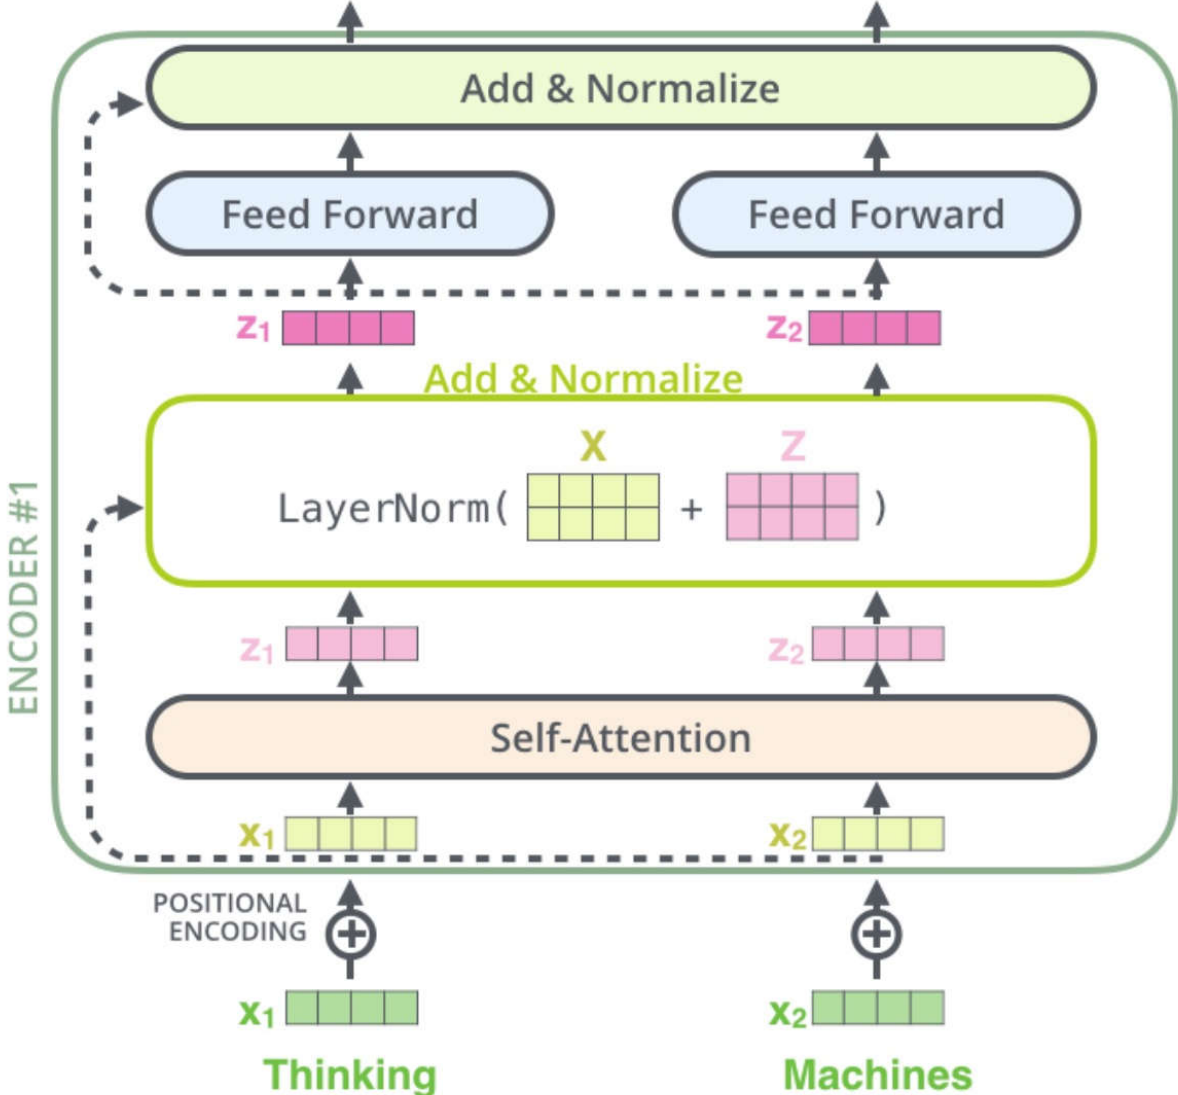 Add & Normalize
Feed Forward Feed Forward
z1 z2
Add & Normalize
X Z
LayerNorm( + )
ENCODER #1
z1 z2
Self-Attention
x1 x2
POSITIONAL
ENCODING
x1 x2
Thinking Machines